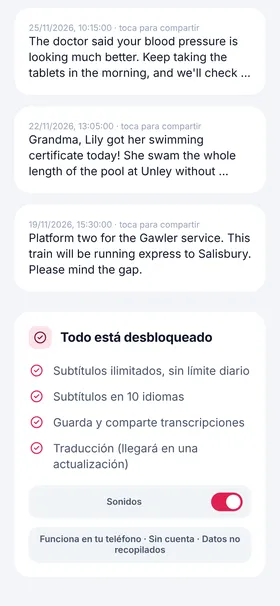 25/11/2026, 10:15:00 · toca para compartir
The doctor said your blood pressure is
looking much better. Keep taking the
tablets in the morning, and we'll check ...
22/11/2026, 13:05:00 · toca para compartir
Grandma, Lily got her swimming
certificate today! She swam the whole
length of the pool at Unley without ...
19/11/2026, 15:30:00 · toca para compartir
Platform two for the Gawler service. This
train will be running express to Salisbury.
Please mind the gap.
Todo está desbloqueado
Subtítulos ilimitados, sin límite diario
Subtítulos en 10 idiomas
Guarda y comparte transcripciones
Traducción (llegará en una
actualización)
Sonidos
Funciona en tu teléfono · Sin cuenta · Datos no
recopilados